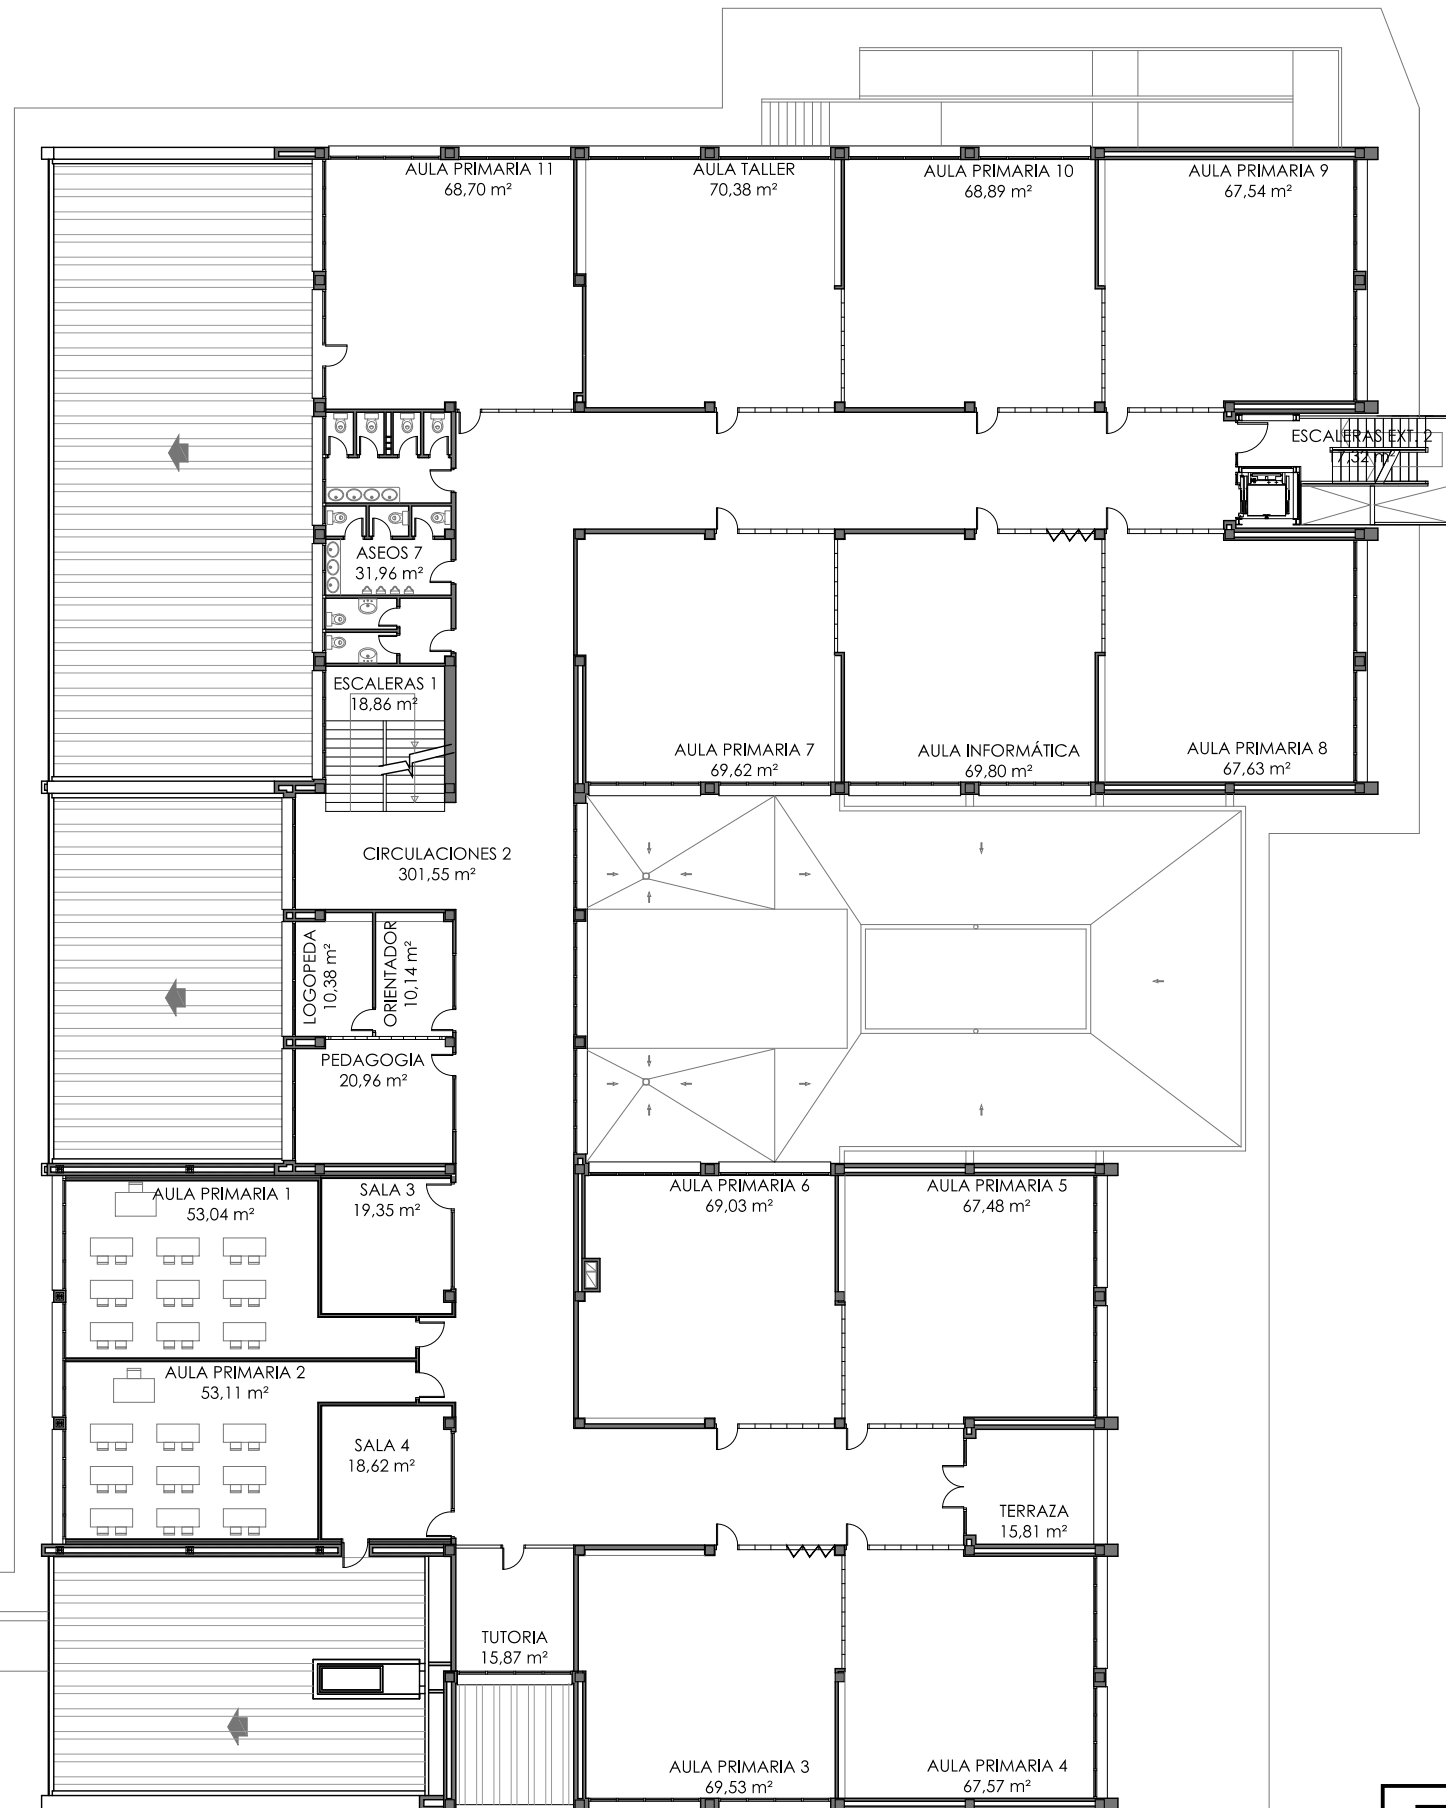 AULA PRIMARIA 11
68,70 m²
AULA TALLER
70,38 m²
AULA PRIMARIA 10
68,89 m²
AULA PRIMARIA 9
67,54 m²
ESCALERAS EXT. 2
7,32 m²
ASEOS 7
31,96 m²
ESCALERAS 1
18,86 m²
AULA PRIMARIA 7
69,62 m²
AULA INFORMÁTICA
69,80 m²
AULA PRIMARIA 8
67,63 m²
CIRCULACIONES 2
301,55 m²
LOGOPEDA
10,38 m²
ORIENTADOR
10,14 m²
PEDAGOGIA
20,96 m²
AULA PRIMARIA 1
53,04 m²
SALA 3
19,35 m²
AULA PRIMARIA 6
69,03 m²
AULA PRIMARIA 5
67,48 m²
AULA PRIMARIA 2
53,11 m²
SALA 4
18,62 m²
TERRAZA
15,81 m²
TUTORIA
15,87 m²
AULA PRIMARIA 3
69,53 m²
AULA PRIMARIA 4
67,57 m²